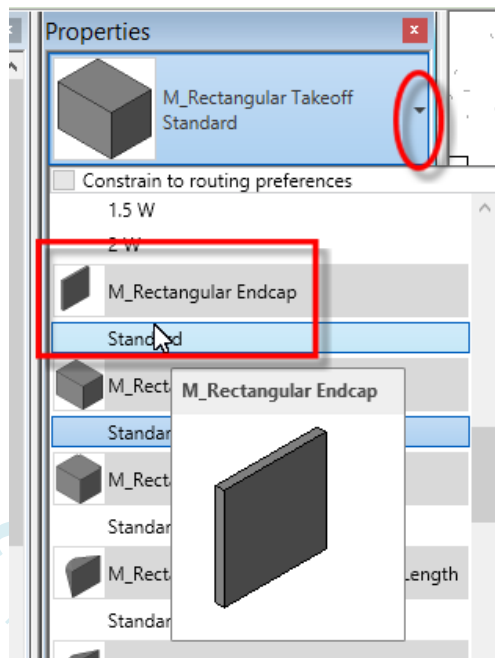 Properties
M_Rectangular Takeoff
Standard
Constrain to routing preferences
1.5 W
2 W
M_Rectangular Endcap
Standard
M_Rect
M_Rectangular Endcap
Standar
M_Rect
Standar
M_Rect
Length
Standar